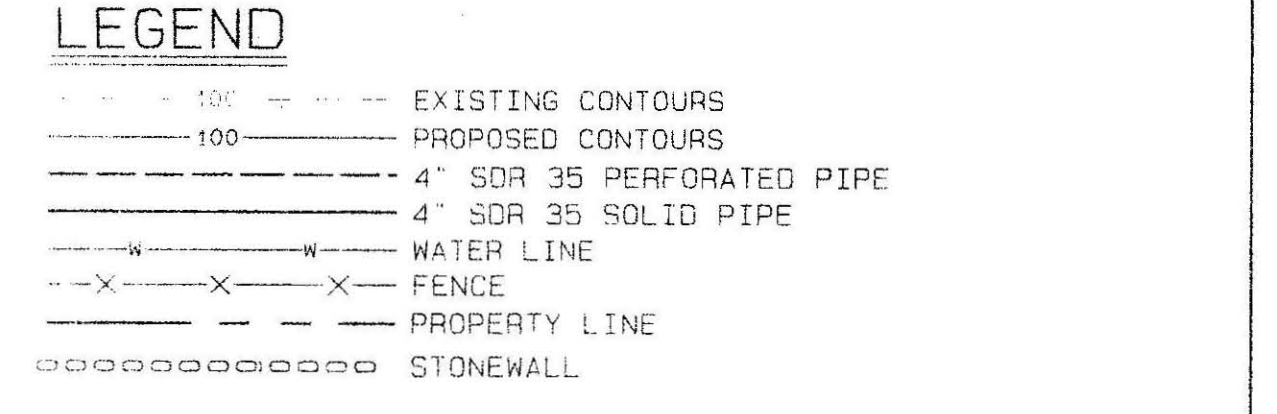 LEGEND
100 EXISTING CONTOURS
100 PROPOSED CONTOURS
4" SDR 35 PERFORATED PIPE
4" SDR 35 SOLID PIPE
W W WATER LINE
X X X FENCE
PROPERTY LINE
STONEWALL